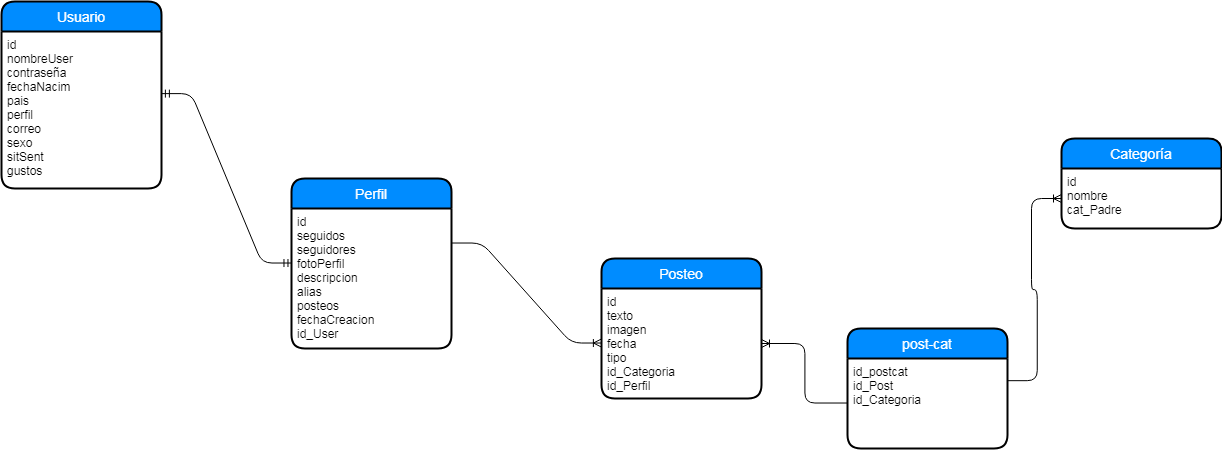 Usuario
id
nombreUser
contraseña
fechaNacim
pais
perfil
correo
sexo
sitSent
gustos
Perfil
id
seguidos
seguidores
fotoPerfil
descripcion
alias
posteos
fechaCreacion
id_User
Posteo
id
texto
imagen
fecha
tipo
id_Categoria
id_Perfil
post-cat
id_postcat
id_Post
id_Categoria
Categoría
id
nombre
cat_Padre